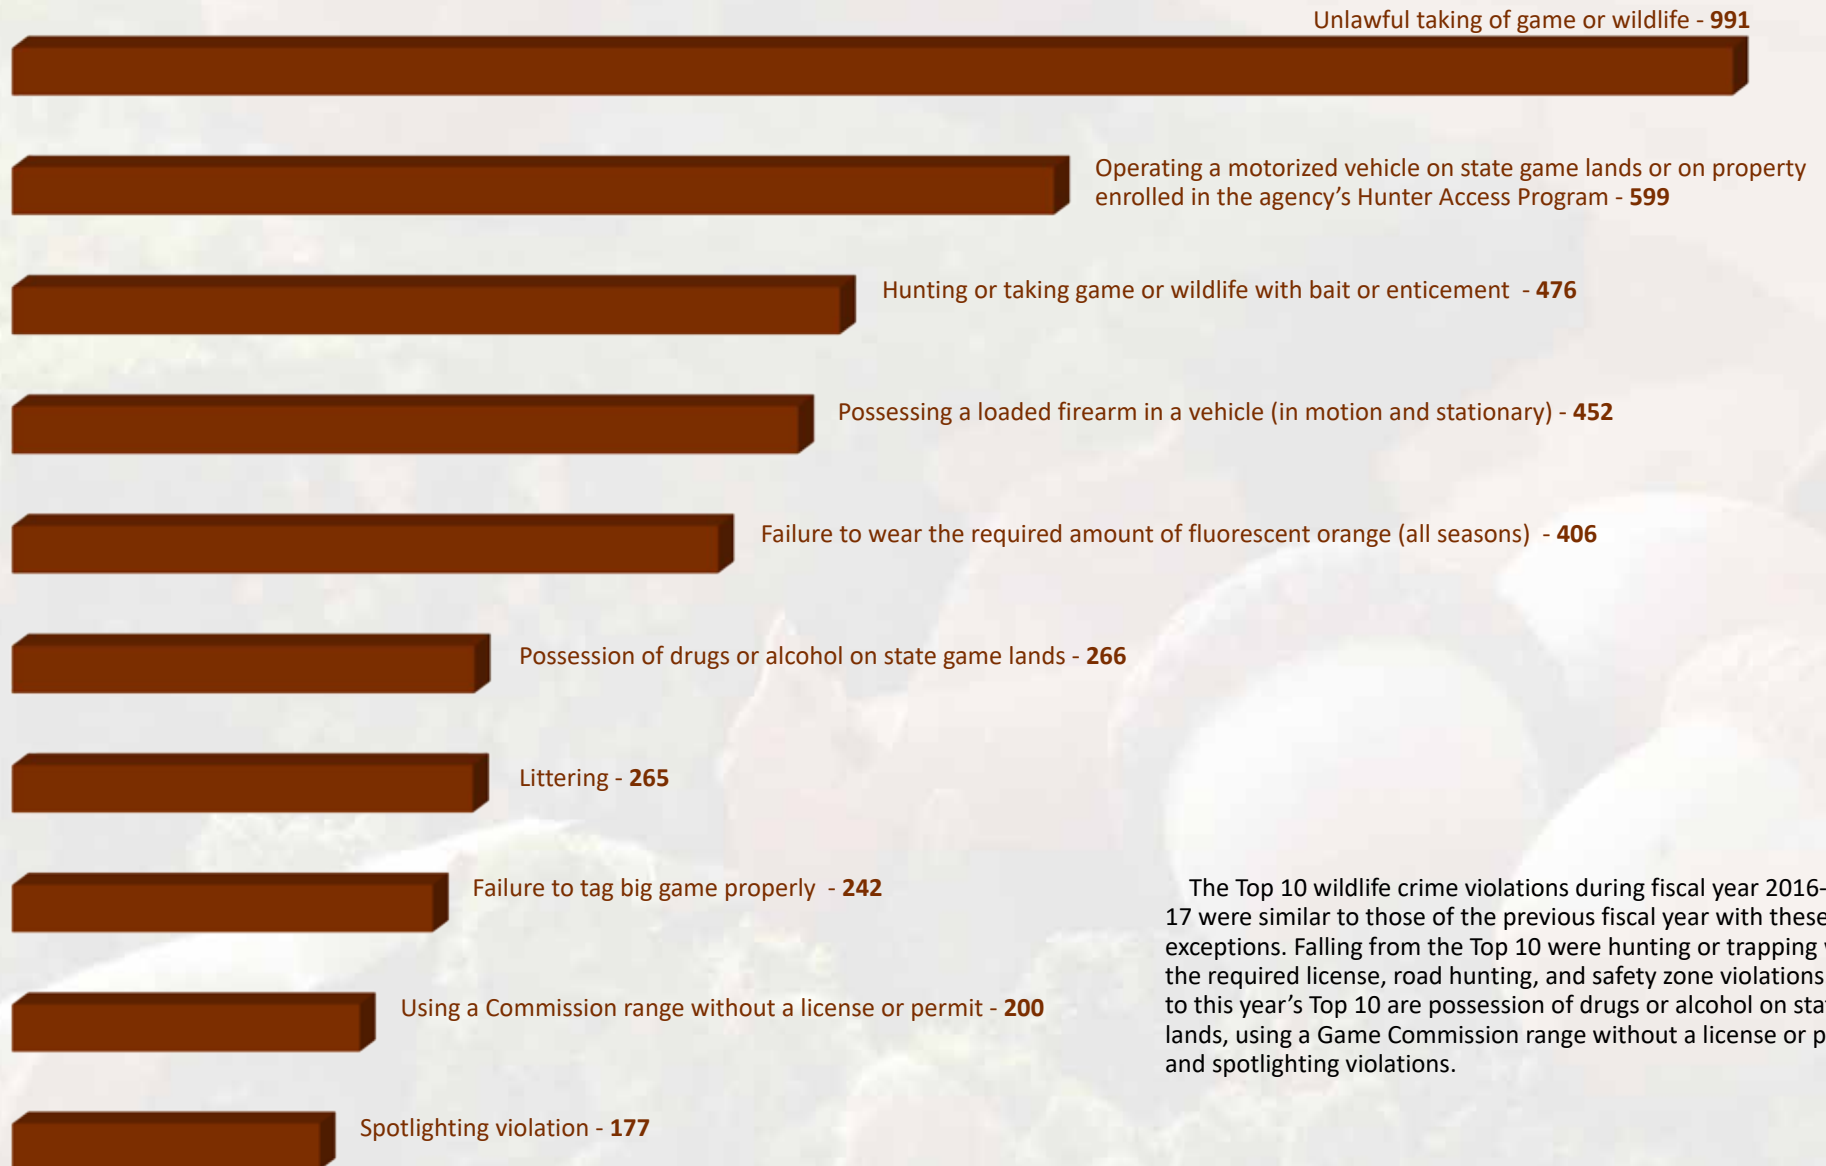 Unlawful taking of game or wildlife - 991
Operating a motorized vehicle on state game lands or on property
enrolled in the agency’s Hunter Access Program - 599
Hunting or taking game or wildlife with bait or enticement - 476
Possessing a loaded firearm in a vehicle (in motion and stationary) - 452
Failure to wear the required amount of fluorescent orange (all seasons) - 406
Possession of drugs or alcohol on state game lands - 266
Littering - 265
Failure to tag big game properly - 242
Using a Commission range without a license or permit - 200
Spotlighting violation - 177
The Top 10 wildlife crime violations during fiscal year 2016-
17 were similar to those of the previous fiscal year with these
exceptions. Falling from the Top 10 were hunting or trapping
the required license, road hunting, and safety zone violations
to this year’s Top 10 are possession of drugs or alcohol on
lands, using a Game Commission range without a license or
and spotlighting violations.